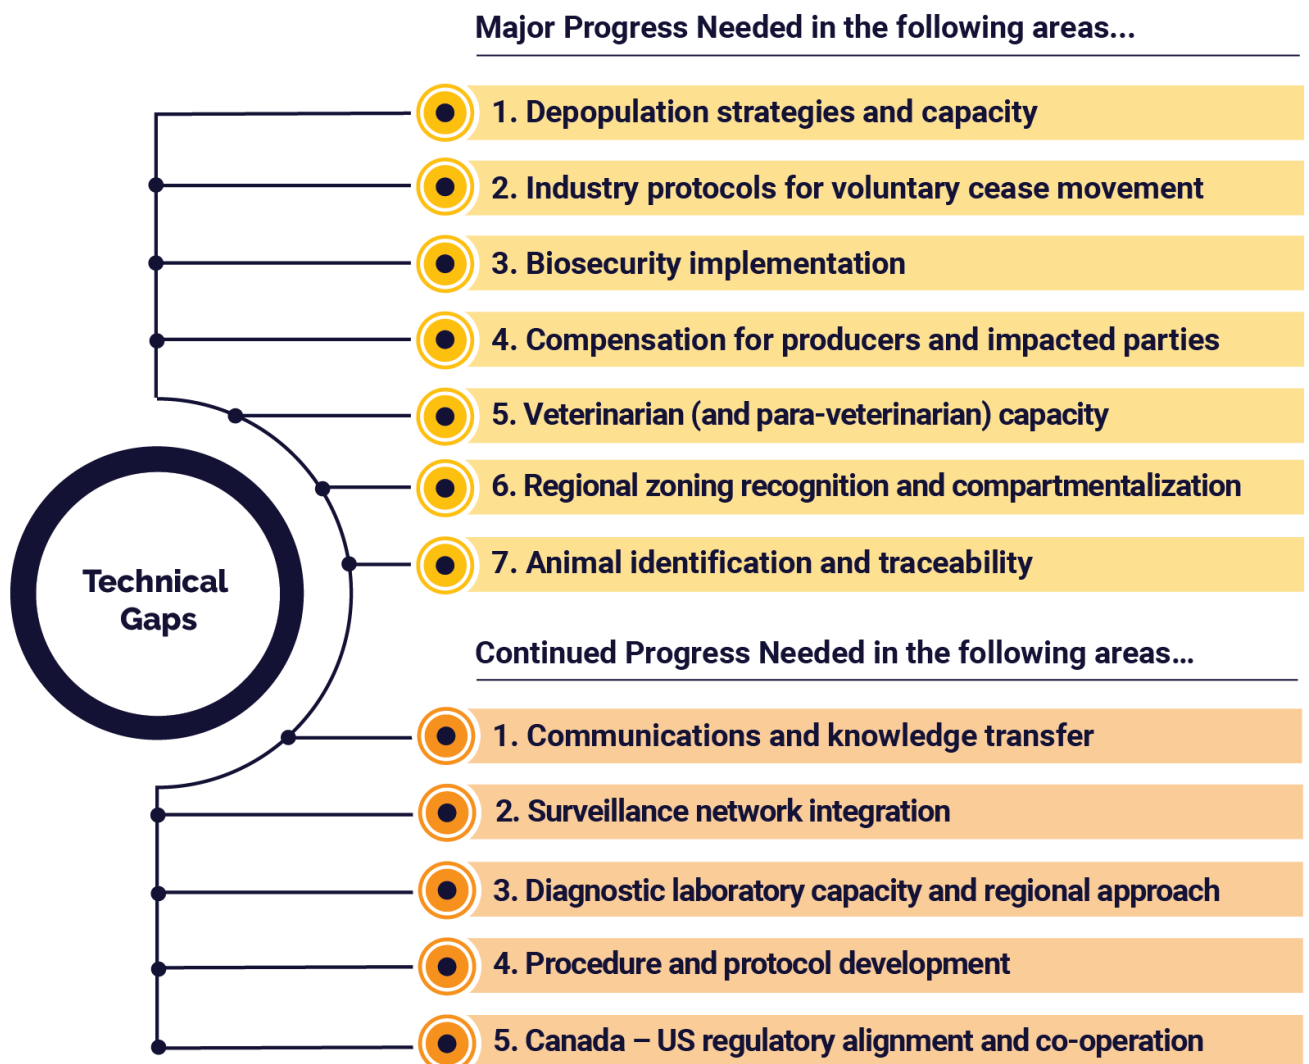 Major Progress Needed in the following areas...
1. Depopulation strategies and capacity
2. Industry protocols for voluntary cease movement
3. Biosecurity implementation
4. Compensation for producers and impacted parties
5. Veterinarian (and para-veterinarian) capacity
6. Regional zoning recognition and compartmentalization
7. Animal identification and traceability
Technical
Gaps
Continued Progress Needed in the following areas...
1. Communications and knowledge transfer
2. Surveillance network integration
3. Diagnostic laboratory capacity and regional approach
4. Procedure and protocol development
5. Canada – US regulatory alignment and co-operation